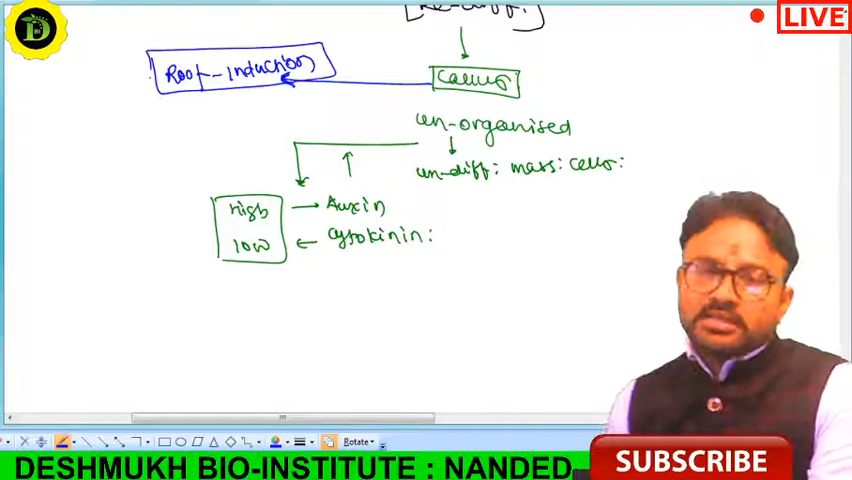 LIVE
D
Root-Induction
callus
un-organised
un-diff: mass: cells:
High → Auxin
low ← cytokinin:
Rotate
DESHMUKH BIO-INSTITUTE : NANDED
SUBSCRIBE